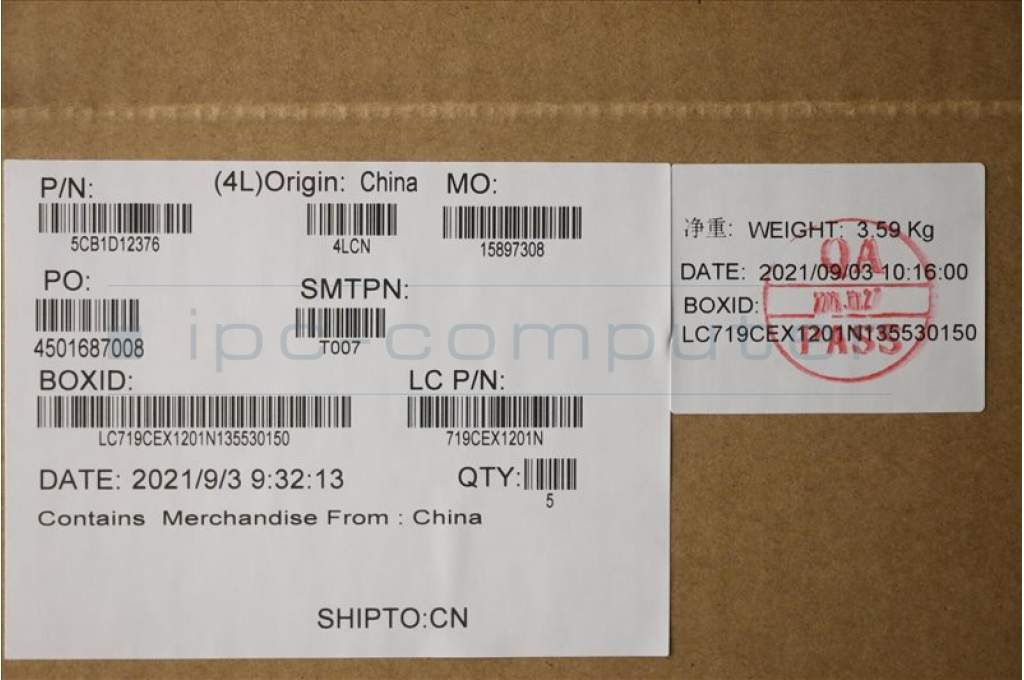 P/N: (4L)Origin: China MO:
5CB1D12376 4LCN 15897308
PO: SMTPN:
4501687008 T007
BOXID: LC P/N:
LC719CEX1201N135530150 719CEX1201N
DATE: 2021/9/3 9:32:13 QTY:
5
Contains Merchandise From : China
SHIPTO:CN
净重: WEIGHT: 3.59 Kg
DATE: 2021/09/03 10:16:00
BOXID:
LC719CEX1201N135530150
QA
PASS
ipc-computer